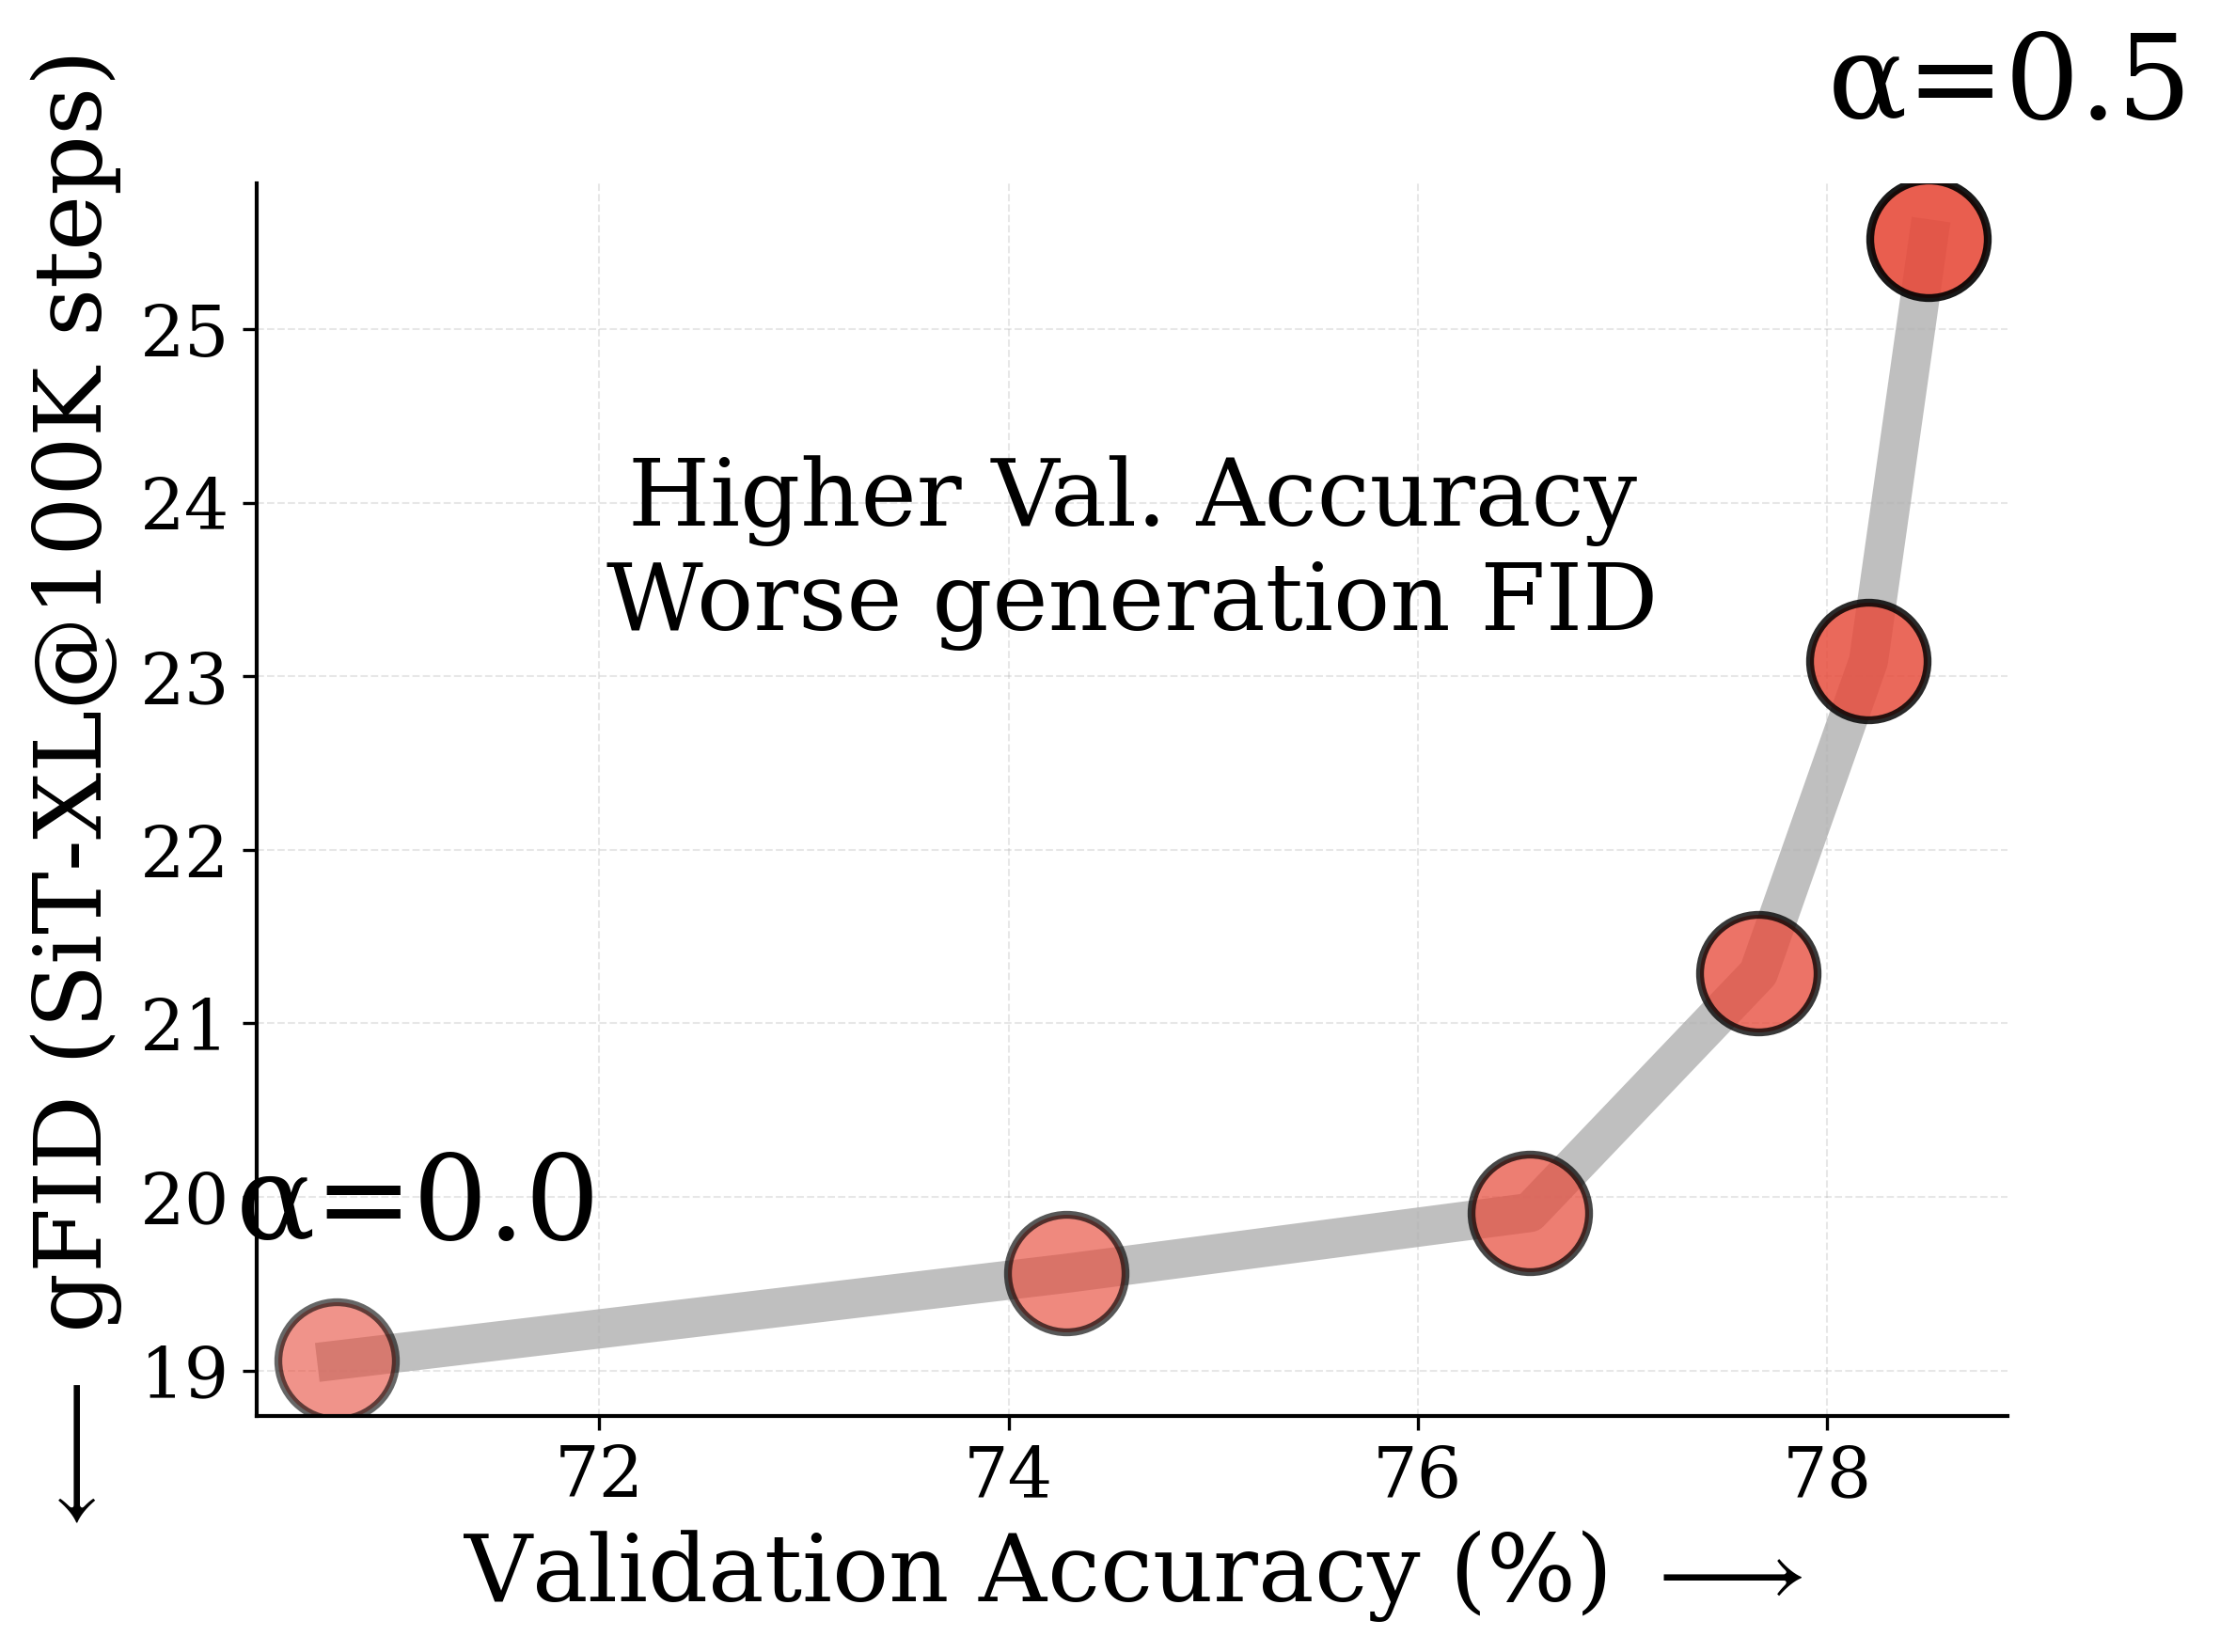 α=0.5
← gFID (SiT-XL@100K steps)
25
24
23
22
21
20
19
Higher Val. Accuracy
Worse generation FID
α=0.0
72 74 76 78
Validation Accuracy (%) →